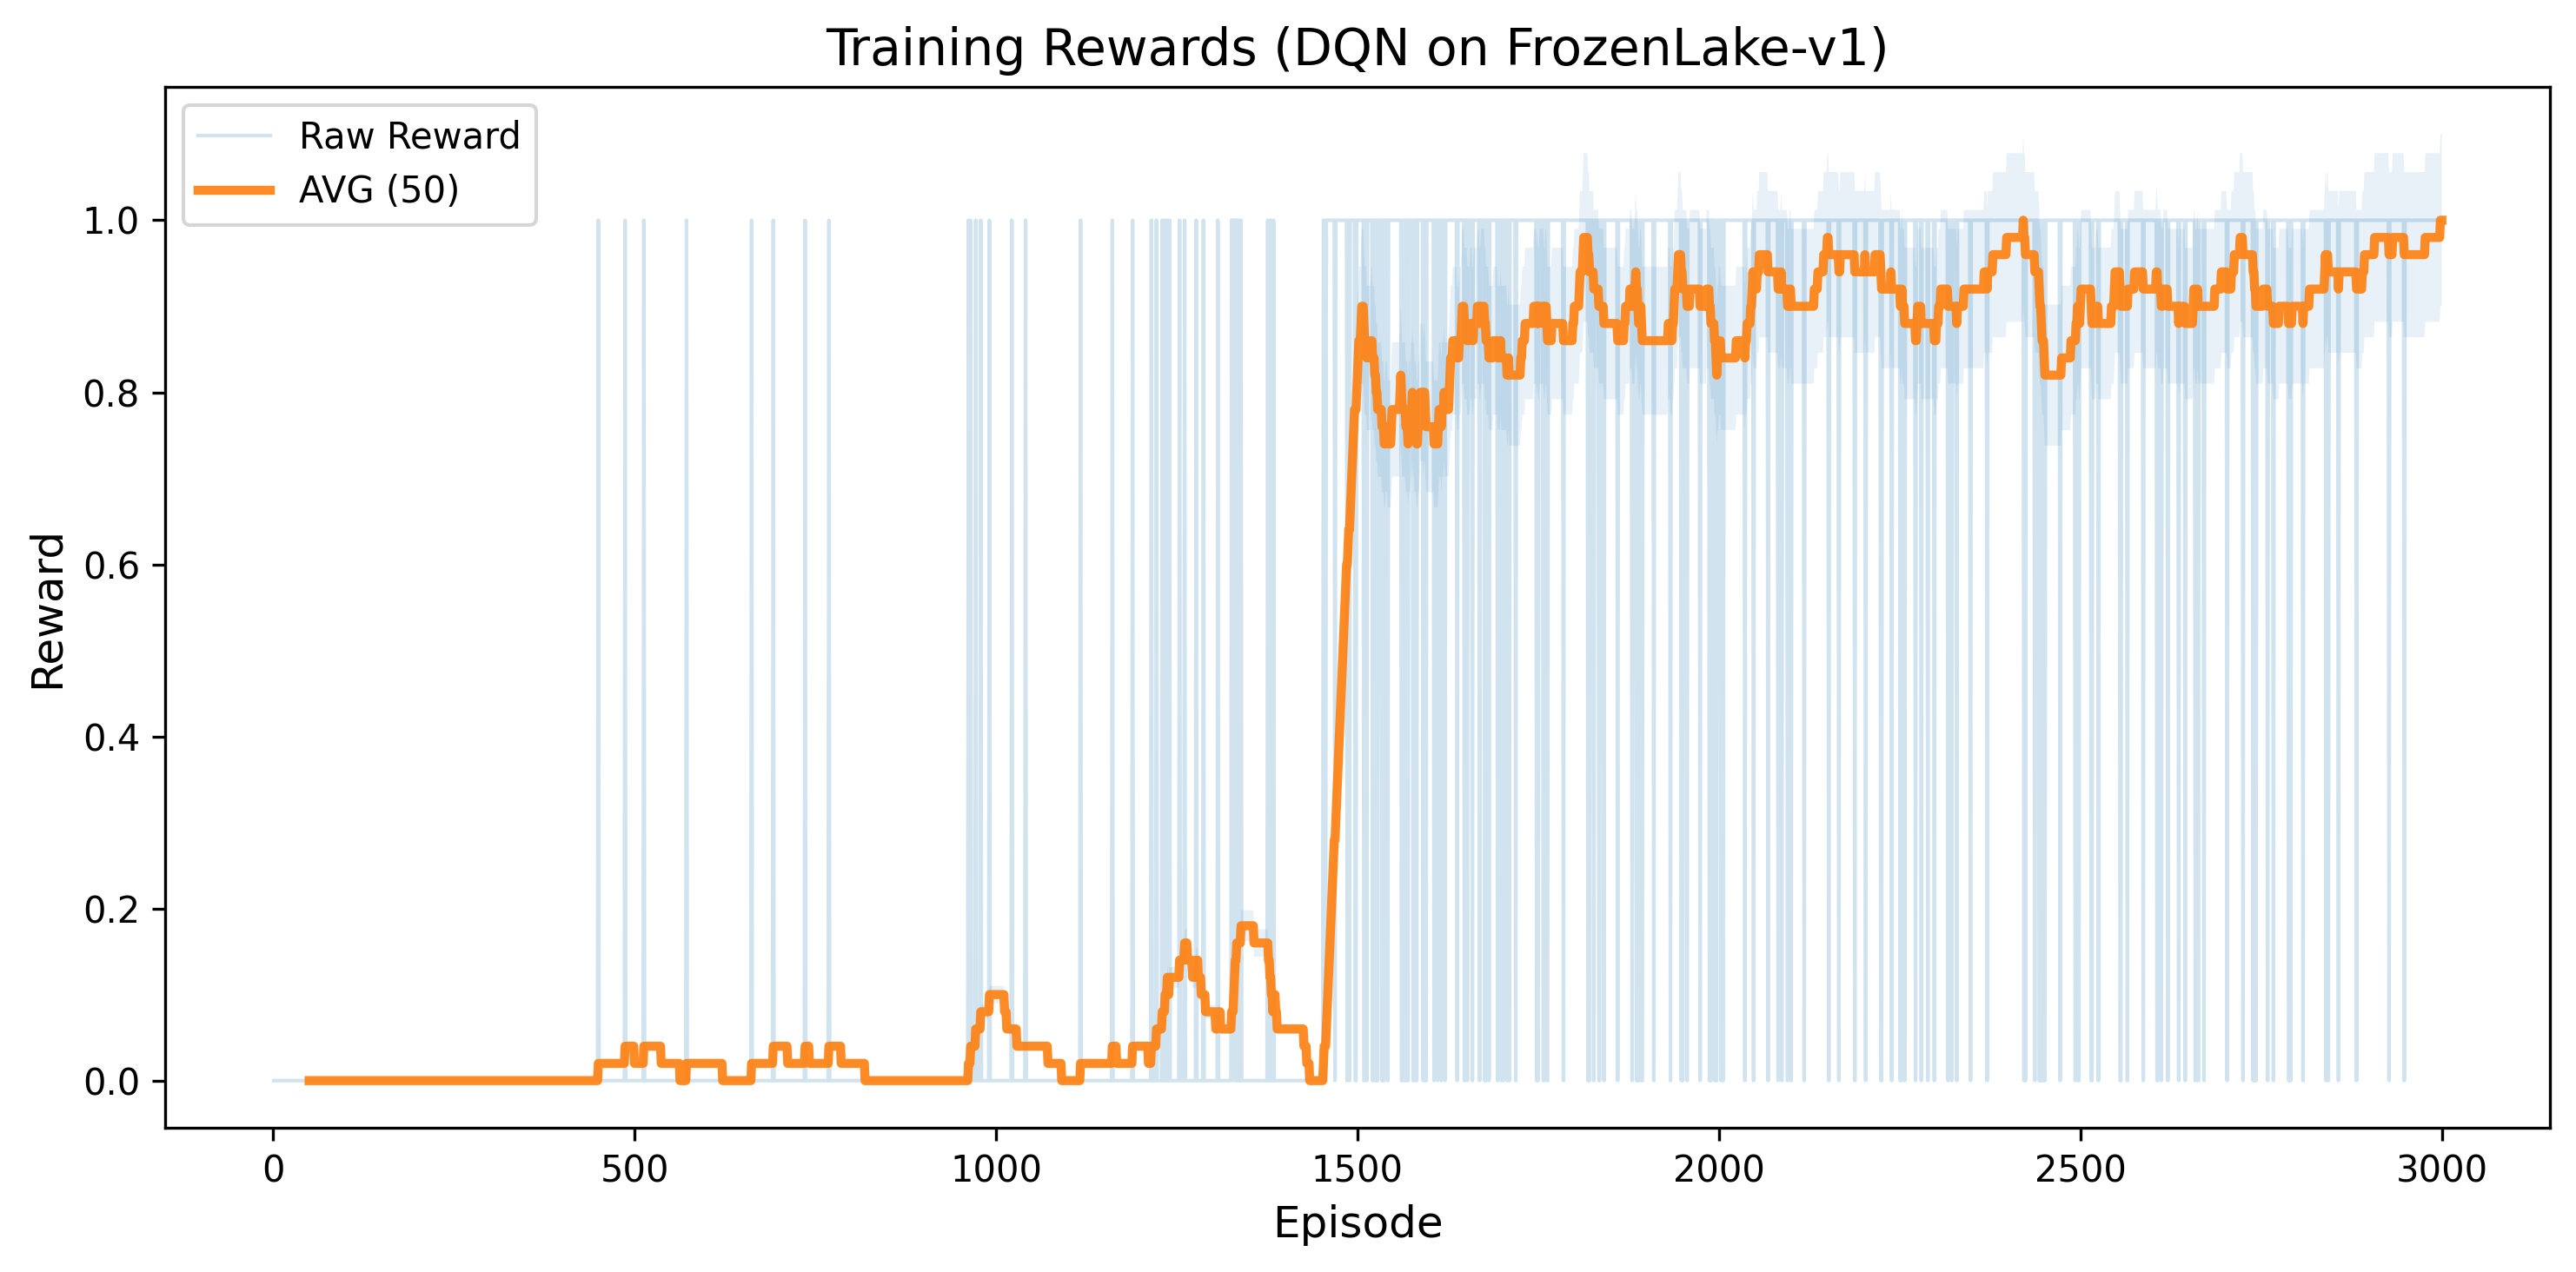 Training Rewards (DQN on FrozenLake-v1)
Raw Reward
AVG (50)
1.0
0.8
0.6
0.4
0.2
0.0
Reward
0 500 1000 1500 2000 2500 3000
Episode